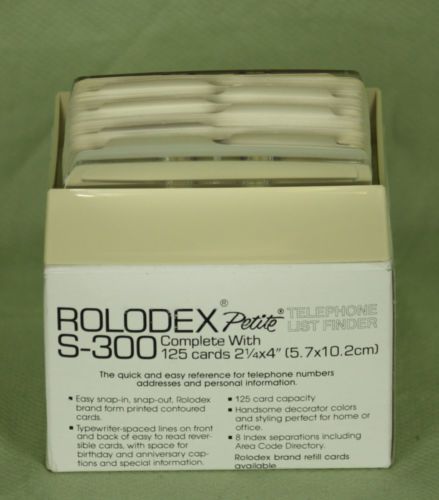 ROLODEX® Petite® TELEPHONE LIST FINDER
S-300 Complete With
125 cards 2¼x4" (5.7x10.2cm)
The quick and easy reference for telephone numbers
addresses and personal information.
• Easy snap-in, snap-out, Rolodex
brand form printed contoured
cards.
• Typewriter-spaced lines on front
and back of easy to read rever-
sible cards, with space for
birthday and anniversary cap-
tions and special information.
• 125 card capacity
• Handsome decorator colors
and styling perfect for home or
office.
• 8 Index separations including
Area Code Directory.
Rolodex brand refill cards
available